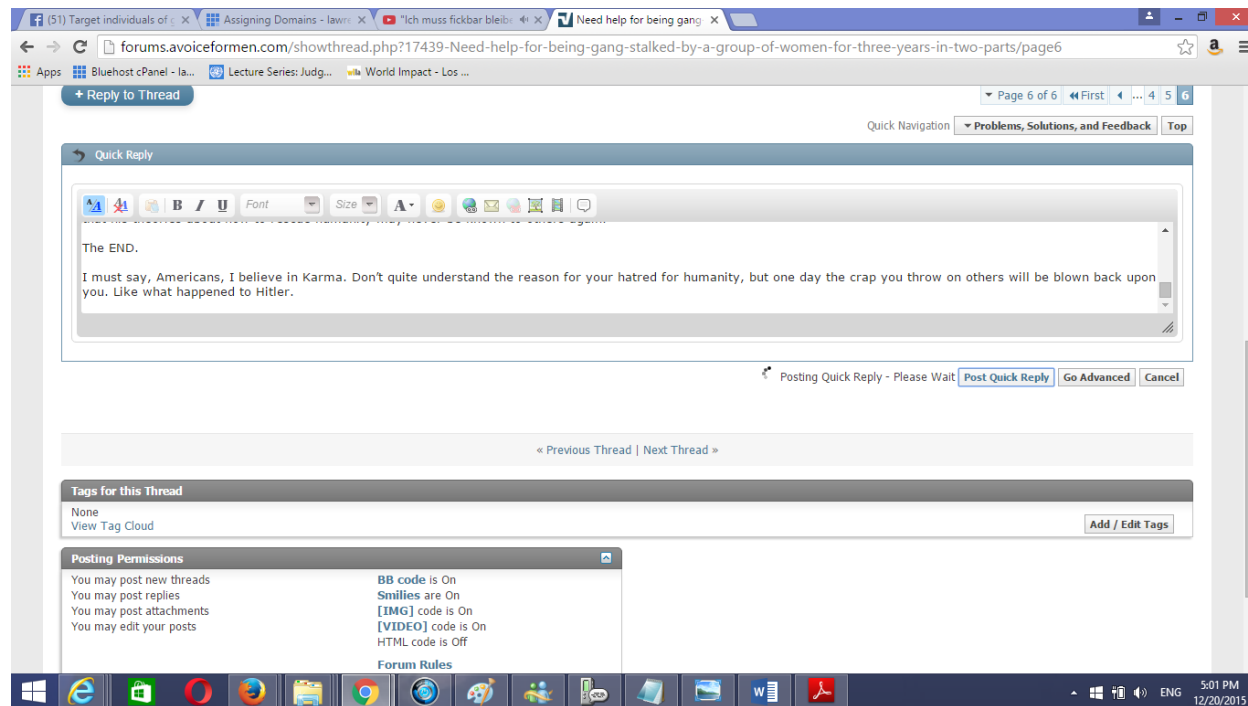 (51) Target individuals of g
Assigning Domains - lawre
"Ich muss fickbar bleibe
Need help for being gang
forums.avoiceformen.com/showthread.php?17439-Need-help-for-being-gang-stalked-by-a-group-of-women-for-three-years-in-two-parts/page6
Apps Bluehost cPanel - la... Lecture Series: Judg... World Impact - Los ...
+ Reply to Thread
Page 6 of 6 First ... 4 5 6
Quick Navigation Problems, Solutions, and Feedback Top
Quick Reply
B I U Font Size A
The END.
I must say, Americans, I believe in Karma. Don't quite understand the reason for your hatred for humanity, but one day the crap you throw on others will be blown back upon
you. Like what happened to Hitler.
Posting Quick Reply - Please Wait Post Quick Reply Go Advanced Cancel
« Previous Thread | Next Thread »
Tags for this Thread
None
View Tag Cloud
Add / Edit Tags
Posting Permissions
You may post new threads
You may post replies
You may post attachments
You may edit your posts
BB code is On
Smilies are On
[IMG] code is On
[VIDEO] code is On
HTML code is Off
Forum Rules
ENG
5:01 PM
12/20/2015